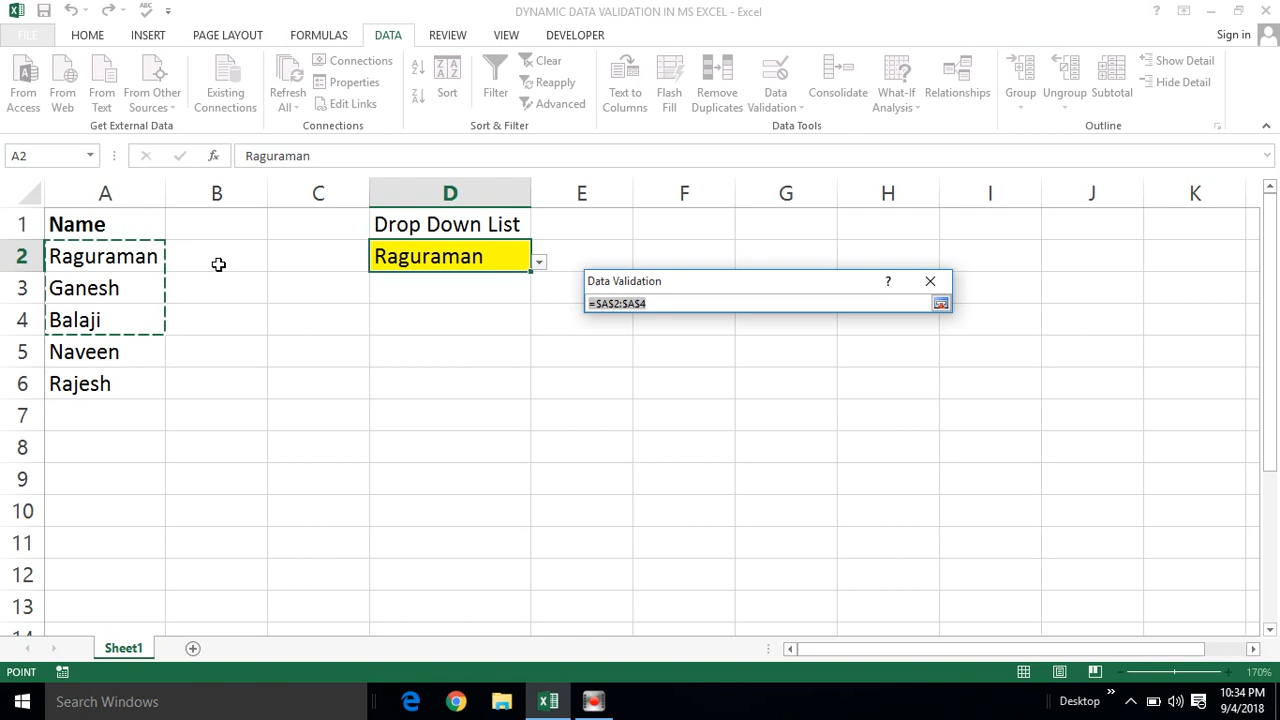 DYNAMIC DATA VALIDATION IN MS EXCEL - Excel
FILE HOME INSERT PAGE LAYOUT FORMULAS DATA REVIEW VIEW DEVELOPER Sign in
From Access
From Web
From Text
From Other Sources
Get External Data
Existing Connections
Refresh All
Connections
Properties
Edit Links
Connections
Sort
Filter
Clear
Reapply
Advanced
Sort & Filter
Text to Columns
Flash Fill
Remove Duplicates
Data Validation
Consolidate
What-If Analysis
Relationships
Data Tools
Group
Ungroup
Subtotal
Show Detail
Hide Detail
Outline
A2 fx Raguraman
A B C D E F G H I J K
1 Name Drop Down List
2 Raguraman Raguraman
3 Ganesh
4 Balaji
5 Naveen
6 Rajesh
7
8
9
10
11
12
13
14
Data Validation ?
=$A$2:$A$4
Sheet1
POINT 170%
Search Windows Desktop 10:34 PM
9/4/2018